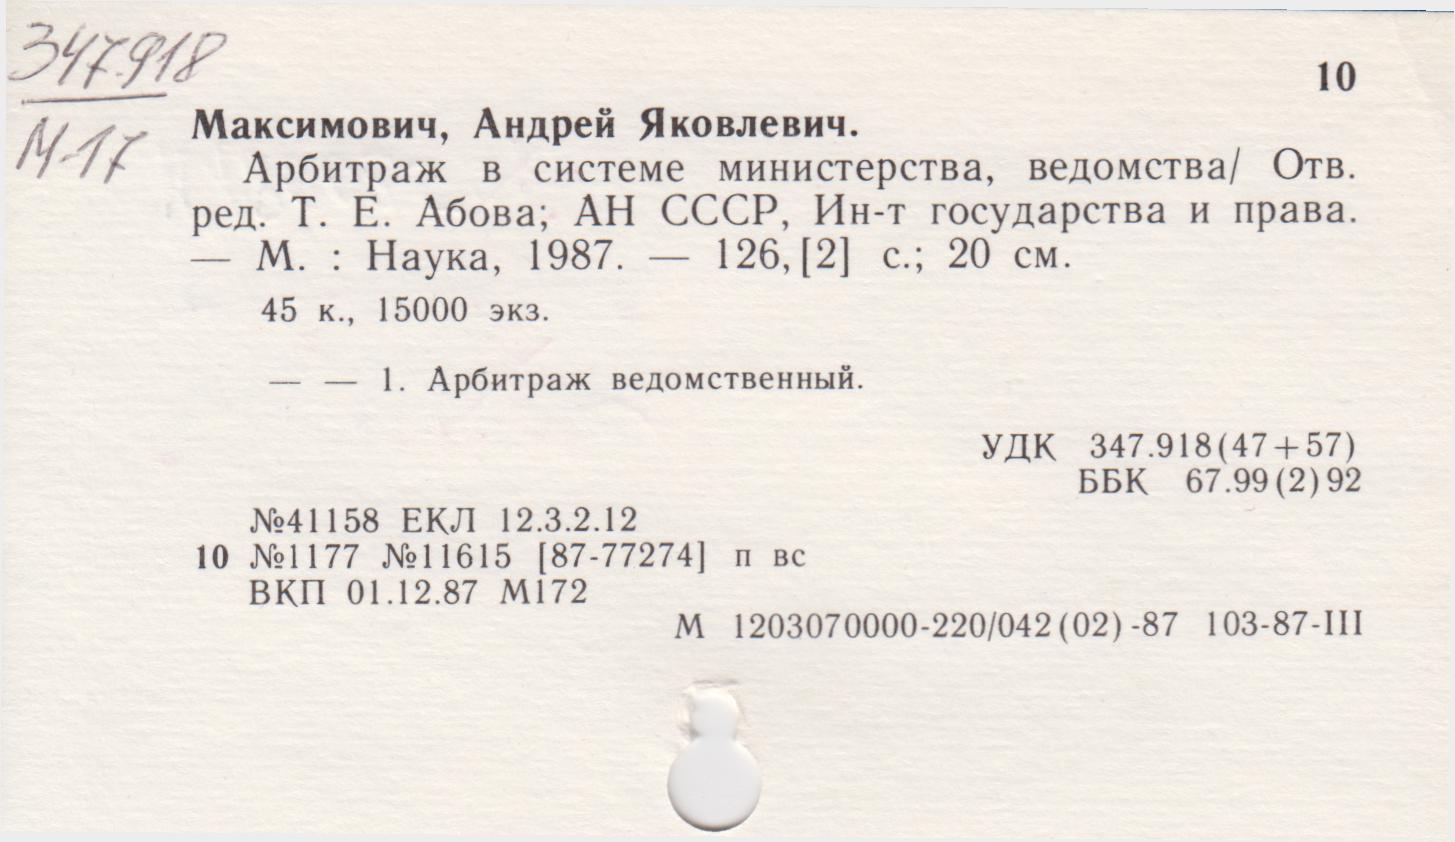 347.918
М-17
10
Максимович, Андрей Яковлевич.
Арбитраж в системе министерства, ведомства/ Отв.
ред. Т. Е. Абова; АН СССР, Ин-т государства и права.
— М. : Наука, 1987. — 126,[2] с.; 20 см.
45 к., 15000 экз.
— — 1. Арбитраж ведомственный.
УДК 347.918(47+57)
ББК 67.99(2)92
№41158 ЕКЛ 12.3.2.12
10 №1177 №11615 [87-77274] п вс
ВКП 01.12.87 М172
М 1203070000-220/042(02)-87 103-87-III